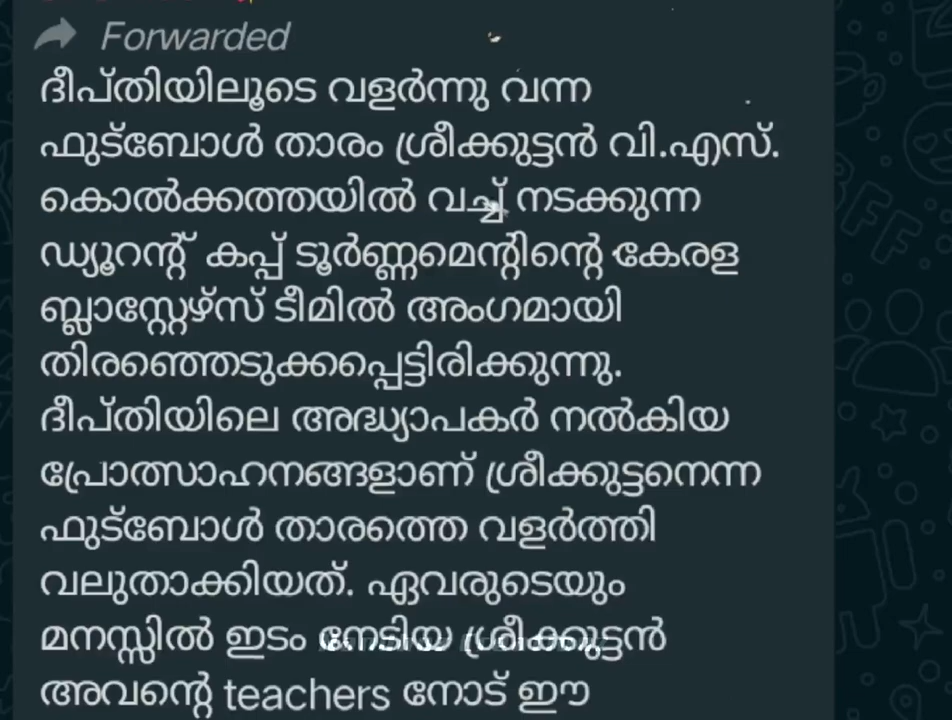 Forwarded
ദീപ്തിയിലൂടെ വളർന്നു വന്ന
ഫുട്ബോൾ താരം ശ്രീക്കുട്ടൻ വി.എസ്.
കൊൽക്കത്തയിൽ വച്ച് നടക്കുന്ന
ഡ്യൂറന്റ് കപ്പ് ടൂർണ്ണമെന്റിന്റെ കേരള
ബ്ലാസ്റ്റേഴ്സ് ടീമിൽ അംഗമായി
തിരഞ്ഞെടുക്കപ്പെട്ടിരിക്കുന്നു.
ദീപ്തിയിലെ അദ്ധ്യാപകർ നൽകിയ
പ്രോത്സാഹനങ്ങളാണ് ശ്രീക്കുട്ടനെന്ന
ഫുട്ബോൾ താരത്തെ വളർത്തി
വലുതാക്കിയത്. ഏവരുടെയും
മനസ്സിൽ ഇടം നേടിയ ശ്രീക്കുട്ടൻ
അവന്റെ teachers നോട് ഈ